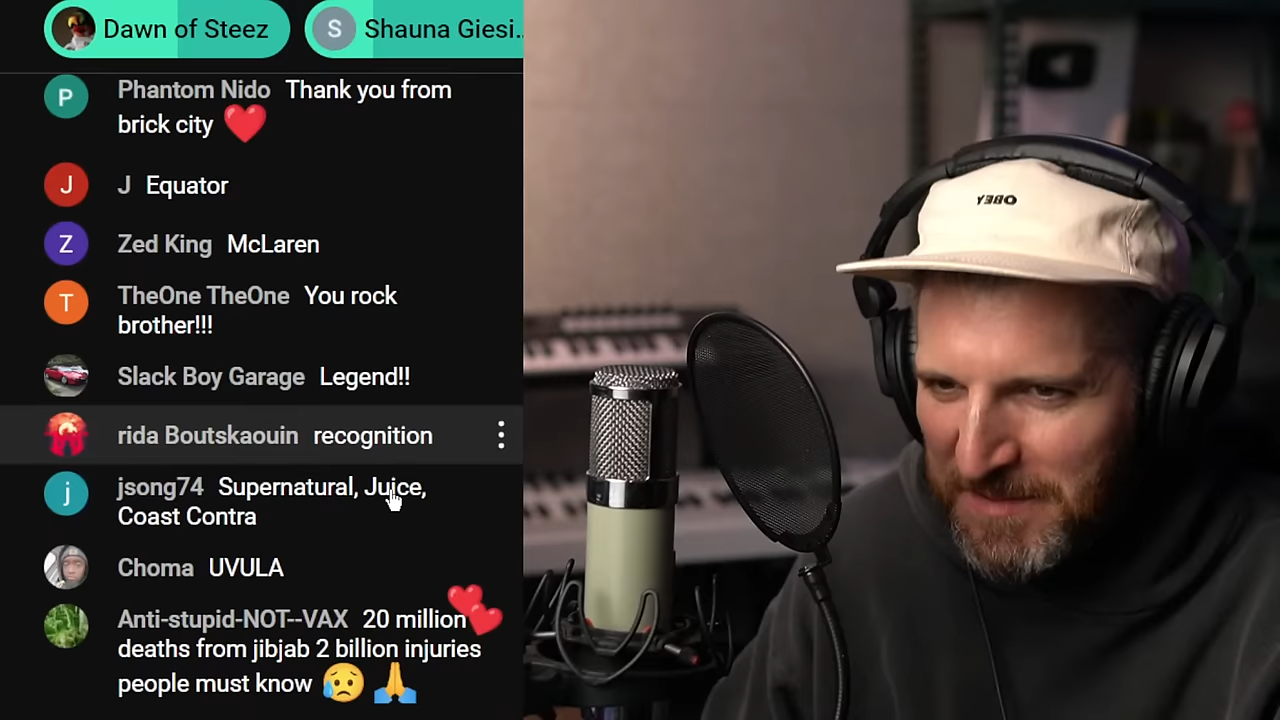 Dawn of Steez
S Shauna Giesi...
P Phantom Nido Thank you from
brick city ❤️
J J Equator
Z Zed King McLaren
T TheOne TheOne You rock
brother!!!
Slack Boy Garage Legend!!
rida Boutskaouin recognition
j jsong74 Supernatural, Juice,
Coast Contra
Choma UVULA
Anti-stupid-NOT--VAX 20 million
deaths from jibjab 2 billion injuries
people must know 😥 🙏
OBEY